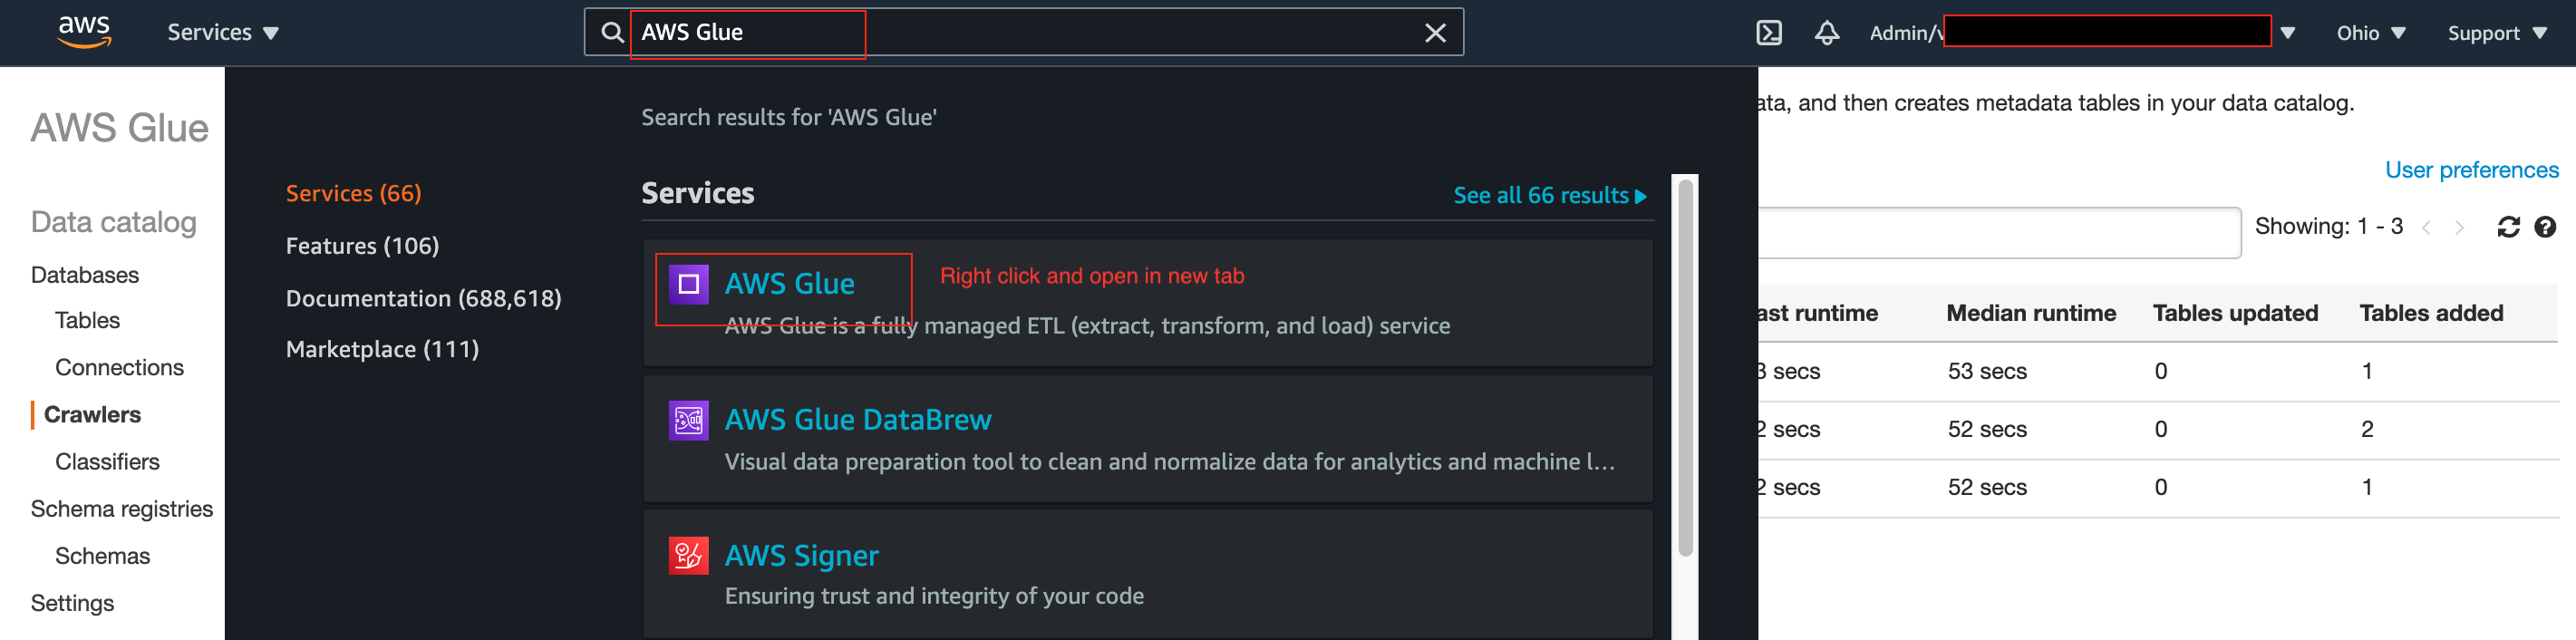 aws Services AWS Glue Admin/v Ohio Support
AWS Glue
Data catalog
Databases
Tables
Connections
Crawlers
Classifiers
Schema registries
Schemas
Settings
Search results for 'AWS Glue'
Services (66)
Features (106)
Documentation (688,618)
Marketplace (111)
Services See all 66 results
AWS Glue
Right click and open in new tab
AWS Glue is a fully managed ETL (extract, transform, and load) service
AWS Glue DataBrew
Visual data preparation tool to clean and normalize data for analytics and machine l...
AWS Signer
Ensuring trust and integrity of your code
ata, and then creates metadata tables in your data catalog.
User preferences
Showing: 1 - 3
ast runtime Median runtime Tables updated Tables added
3 secs 53 secs 0 1
2 secs 52 secs 0 2
2 secs 52 secs 0 1